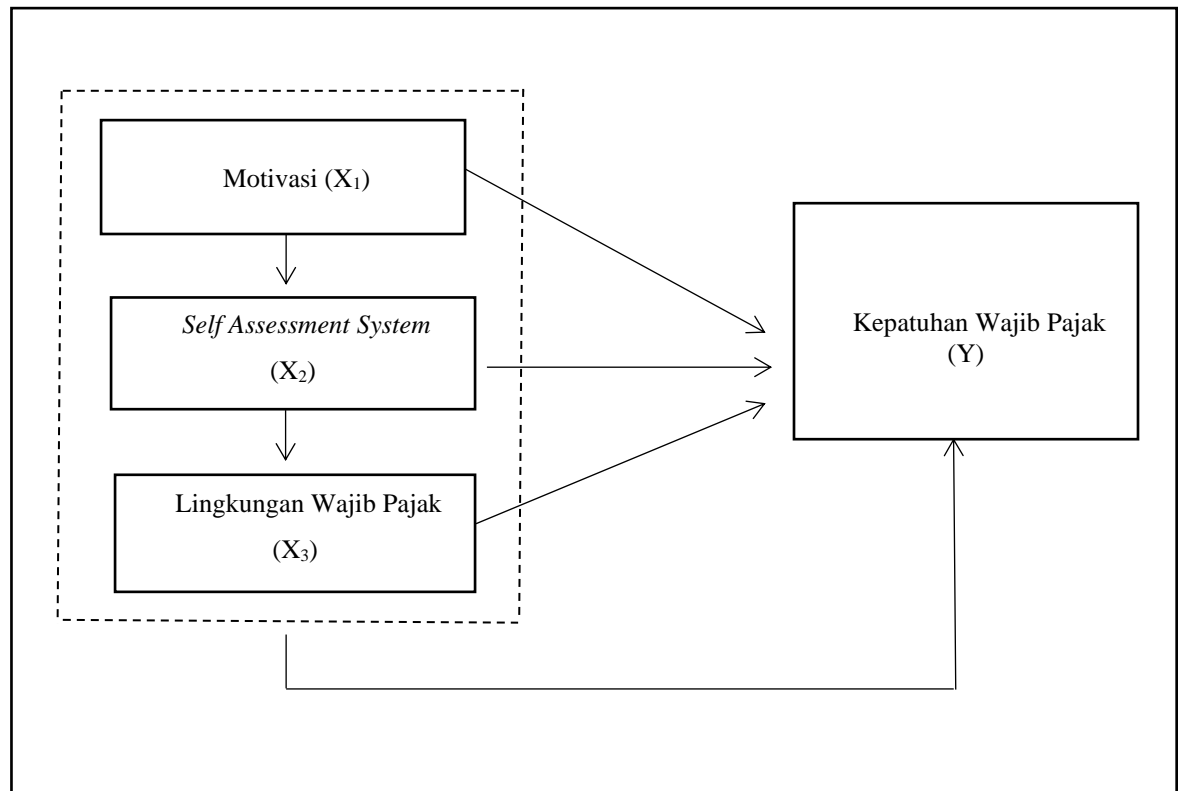 Motivasi (X₁)
Self Assessment System
(X₂)
Lingkungan Wajib Pajak
(X₃)
Kepatuhan Wajib Pajak
(Y)